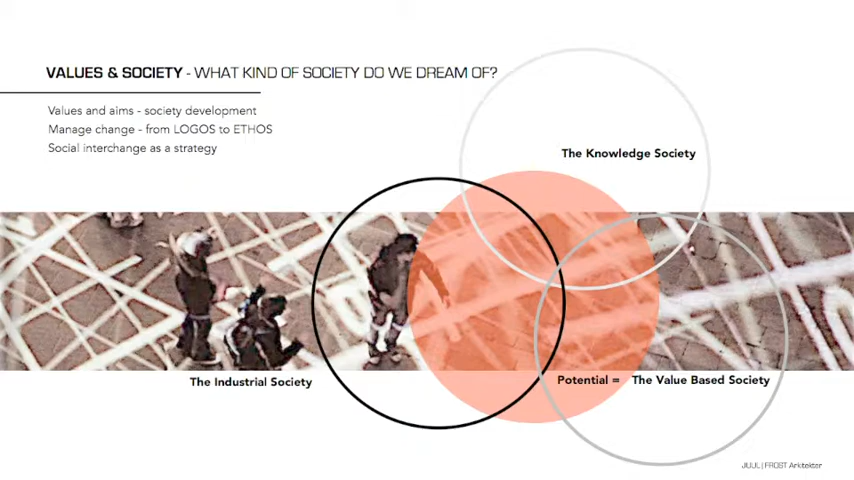 VALUES & SOCIETY - WHAT KIND OF SOCIETY DO WE DREAM OF?
Values and aims - society development
Manage change - from LOGOS to ETHOS
Social interchange as a strategy
The Knowledge Society
The Industrial Society
Potential = The Value Based Society
JUUL | FROST Arkitekter